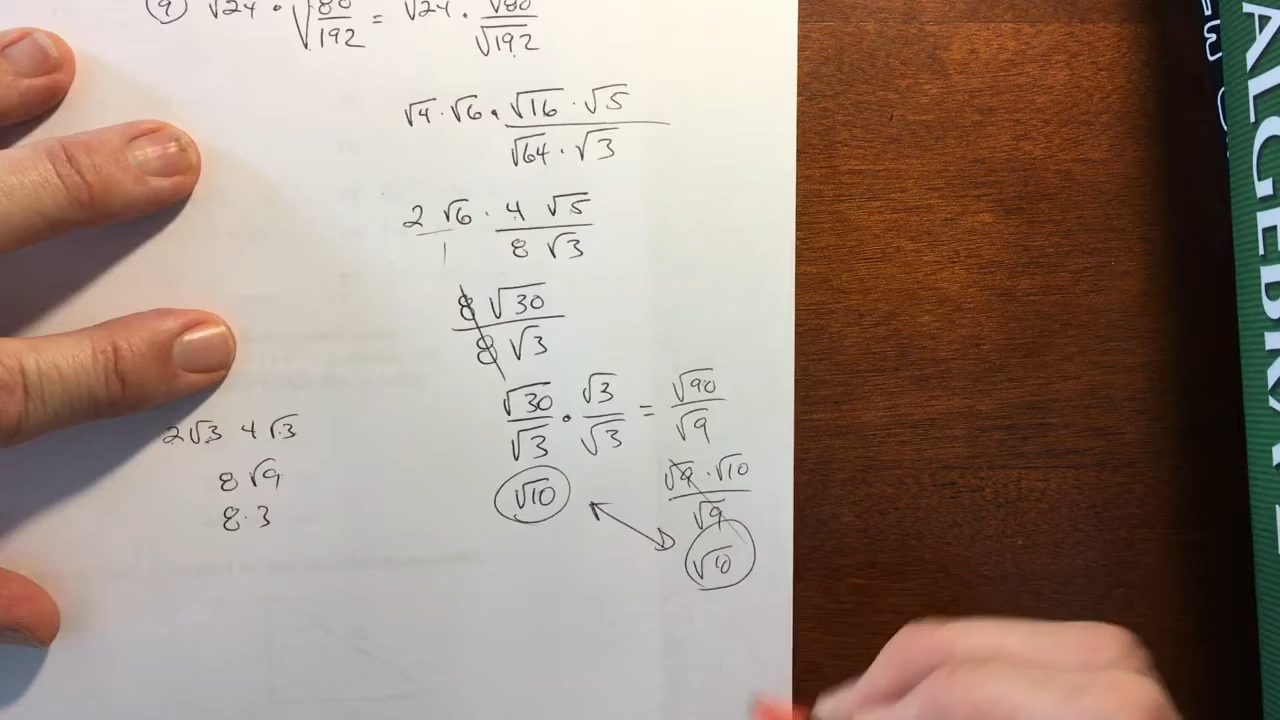 9 √24 · √80/192 = √24 · √80/√192
√4 · √6 · √16 · √5 / √64 · √3
2 √6 / 1 · 4 √5 / 8 √3
8 √30 / 8 √3
√30/√3 · √3/√3 = √90/√9
√10
√9 · √10 / √9
√10
2√3 4√3
8 √9
8·3
ALGEBRA 2